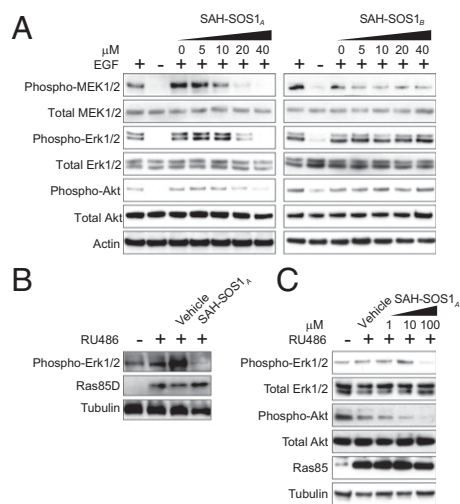 A
SAH-SOS1A SAH-SOS1B
μM 0 5 10 20 40 0 5 10 20 40
EGF + - + + + + + + - + + + + +
Phospho-MEK1/2
Total MEK1/2
Phospho-Erk1/2
Total Erk1/2
Phospho-Akt
Total Akt
Actin
B
Vehicle
SAH-SOS1A
RU486 - + + +
Phospho-Erk1/2
Ras85D
Tubulin
C
Vehicle
SAH-SOS1A
μM 1 10 100
RU486 - + + + +
Phospho-Erk1/2
Total Erk1/2
Phospho-Akt
Total Akt
Ras85
Tubulin